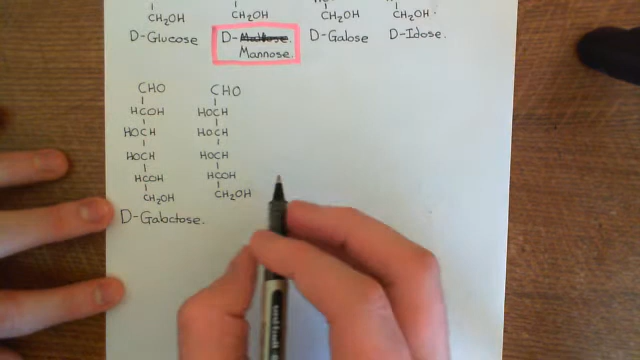 CH₂OH CH₂OH CH₂OH CH₂OH
D-Glucose D- D-Galose D-Idose.
Mannose.
CHO CHO
HCOH HOCH
HOCH HOCH
HOCH HOCH
HCOH HCOH
CH₂OH CH₂OH
D-Galactose.